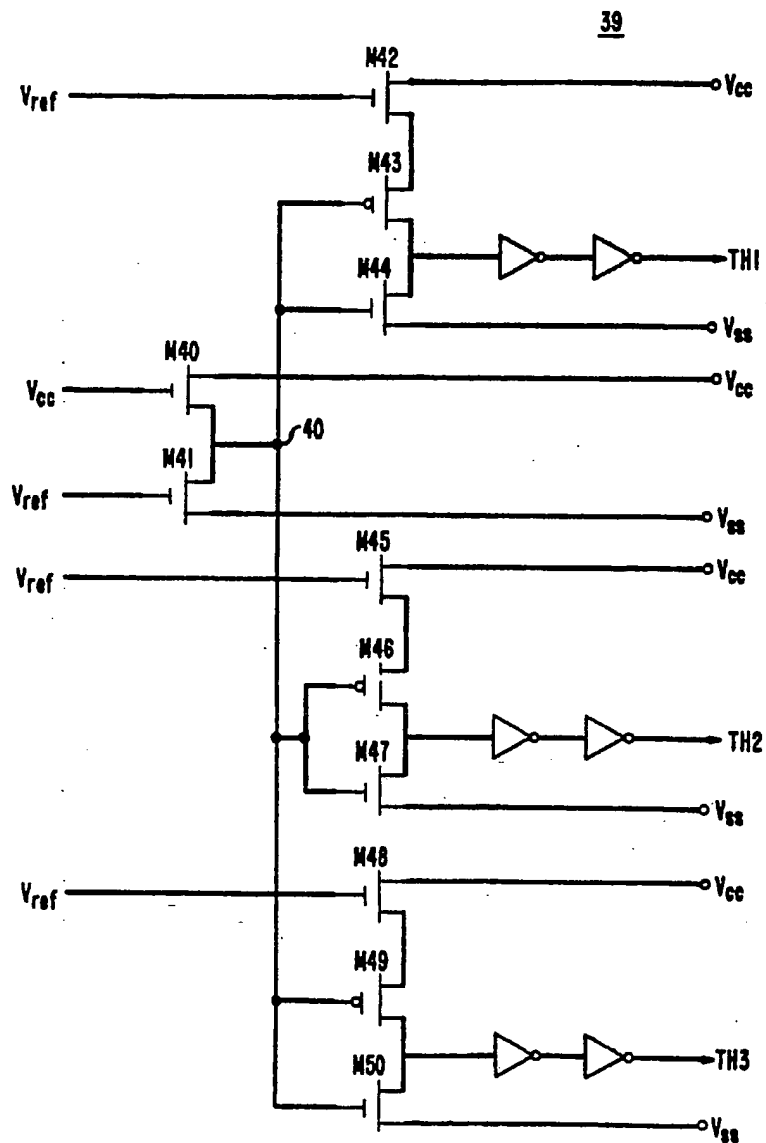 39
M42
Vref
Vcc
M43
M44
TH1
Vss
M40
Vcc
Vcc
40
M41
Vref
Vss
M45
Vref
Vcc
M46
TH2
M47
Vss
M48
Vref
Vcc
M49
TH3
M50
Vss